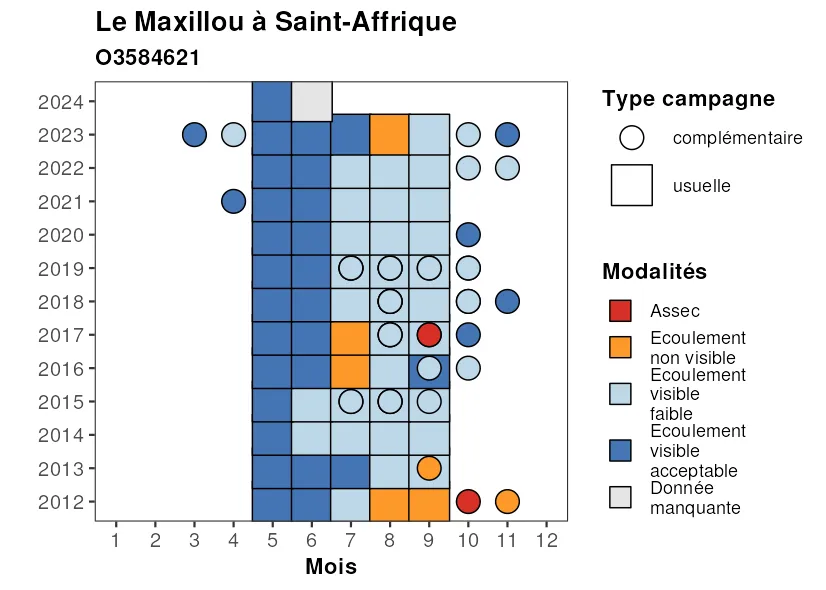 Le Maxillou à Saint-Affrique
O3584621
2024
2023
2022
2021
2020
2019
2018
2017
2016
2015
2014
2013
2012
1 2 3 4 5 6 7 8 9 10 11 12
Mois
Type campagne
complémentaire
usuelle
Modalités
Assec
Ecoulement
non visible
Ecoulement
visible
faible
Ecoulement
visible
acceptable
Donnée
manquante